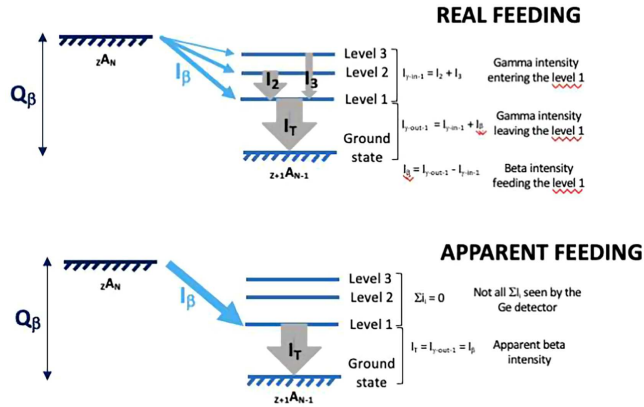 REAL FEEDING
Qβ
ZAN
Iβ
I2
I3
IT
Level 3
Level 2
Level 1
Ground
state
Z+1AN-1
Iγ-in-1 = I2 + I3
Gamma intensity
entering the level 1
Iγ-out-1 = Iγ-in-1 + Iβ
Gamma intensity
leaving the level 1
Iβ = Iγ-out-1 - Iγ-in-1
Beta intensity
feeding the level 1
APPARENT FEEDING
Qβ
ZAN
Iβ
IT
Level 3
Level 2
Level 1
Ground
state
Z+1AN-1
ΣIi = 0
Not all ΣIi seen by the
Ge detector
IT = Iγ-out-1 = Iβ
Apparent beta
intensity